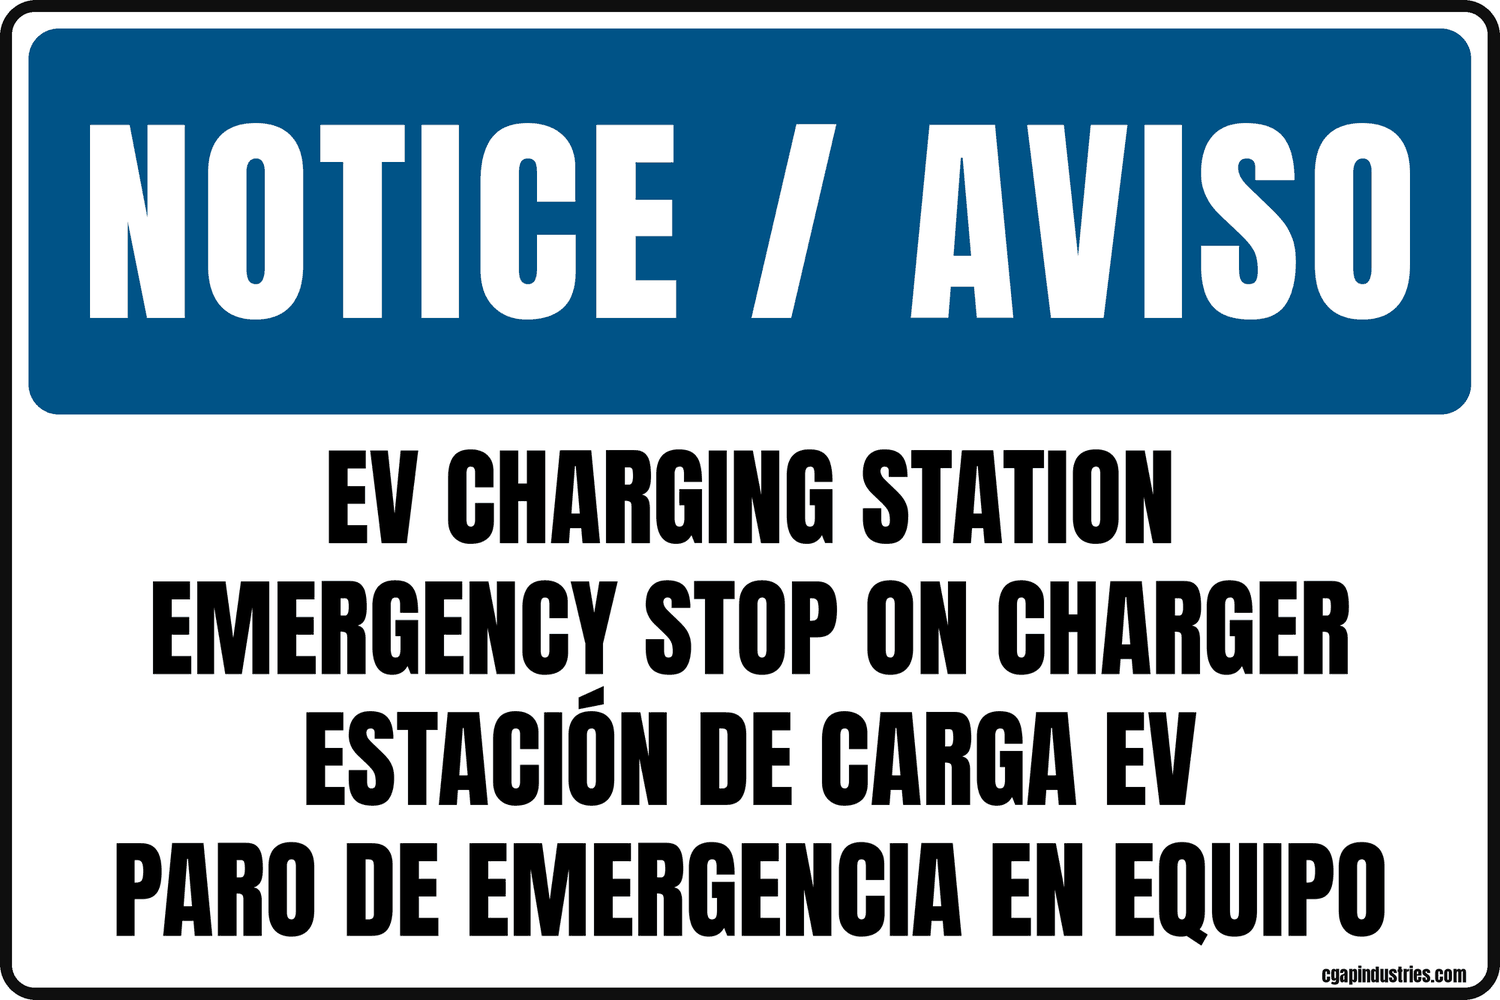 NOTICE / AVISO
EV CHARGING STATION
EMERGENCY STOP ON CHARGER
ESTACIÓN DE CARGA EV
PARO DE EMERGENCIA EN EQUIPO
cgapindustries.com